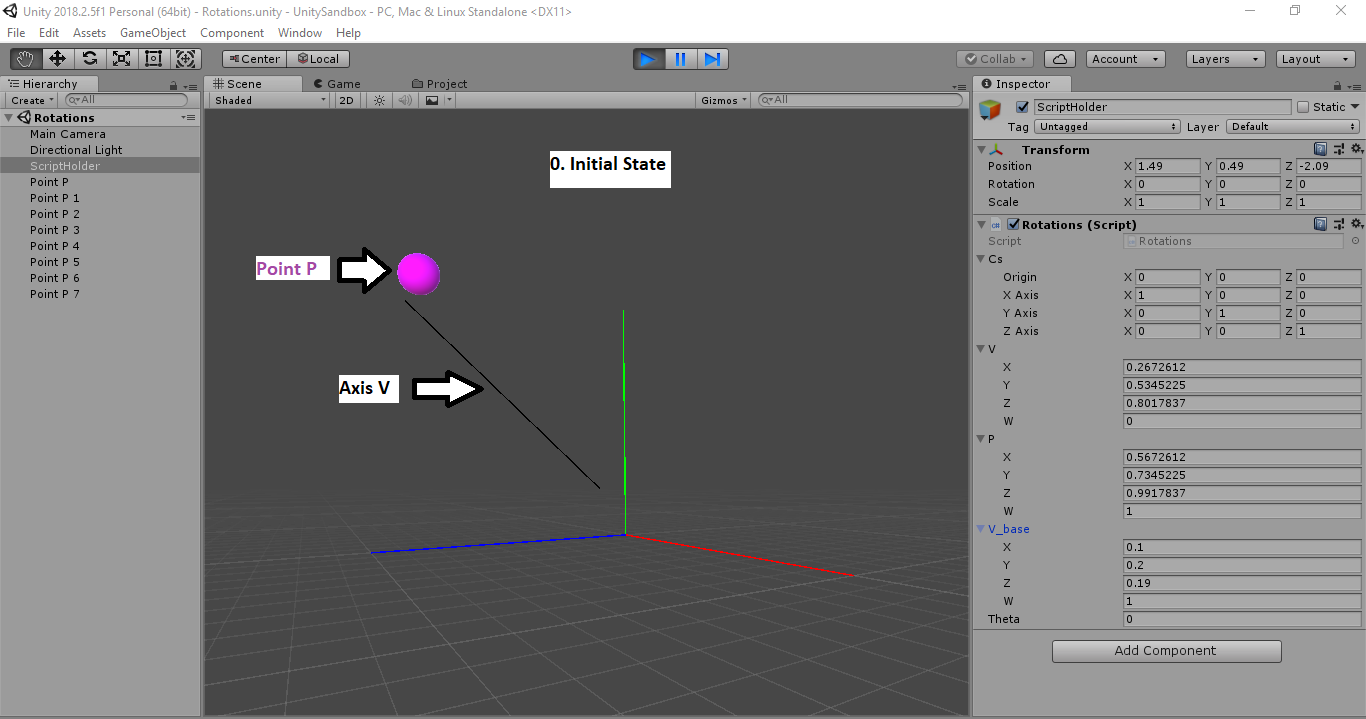 Unity 2018.2.5f1 Personal (64bit) - Rotations.unity - UnitySandbox - PC, Mac & Linux Standalone <DX11>
File Edit Assets GameObject Component Window Help
Center Local Collab Account Layers Layout
Hierarchy
Create All
Rotations
Main Camera
Directional Light
ScriptHolder
Point P
Point P 1
Point P 2
Point P 3
Point P 4
Point P 5
Point P 6
Point P 7
Scene Game Project
Shaded 2D Gizmos All
0. Initial State
Point P
Axis V
Inspector
ScriptHolder Static
Tag Untagged Layer Default
Transform
Position X 1.49 Y 0.49 Z -2.09
Rotation X 0 Y 0 Z 0
Scale X 1 Y 1 Z 1
Rotations (Script)
Script Rotations
Cs
Origin X 0 Y 0 Z 0
X Axis X 1 Y 0 Z 0
Y Axis X 0 Y 1 Z 0
Z Axis X 0 Y 0 Z 1
V
X 0.2672612
Y 0.5345225
Z 0.8017837
W 0
P
X 0.5672612
Y 0.7345225
Z 0.9917837
W 1
V_base
X 0.1
Y 0.2
Z 0.19
W 1
Theta 0
Add Component